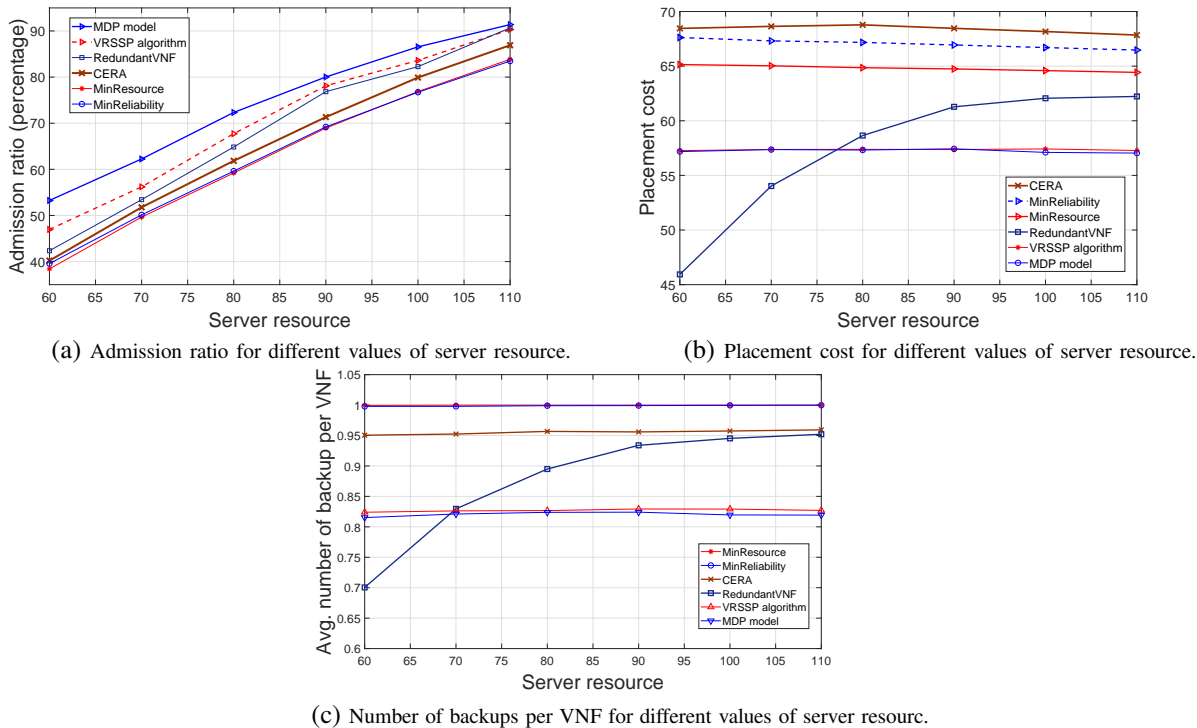 Admission ratio (percentage)
90
80
70
60
50
40
60 65 70 75 80 85 90 95 100 105 110
Server resource
MDP model
VRSSP algorithm
RedundantVNF
CERA
MinResource
MinReliability
(a) Admission ratio for different values of server resource.
Placement cost
70
65
60
55
50
45
60 65 70 75 80 85 90 95 100 105 110
Server resource
CERA
MinReliability
MinResource
RedundantVNF
VRSSP algorithm
MDP model
(b) Placement cost for different values of server resource.
Avg. number of backup per VNF
1.05
1
0.95
0.9
0.85
0.8
0.75
0.7
0.65
0.6
60 65 70 75 80 85 90 95 100 105 110
Server resource
MinResource
MinReliability
CERA
RedundantVNF
VRSSP algorithm
MDP model
(c) Number of backups per VNF for different values of server resourc.